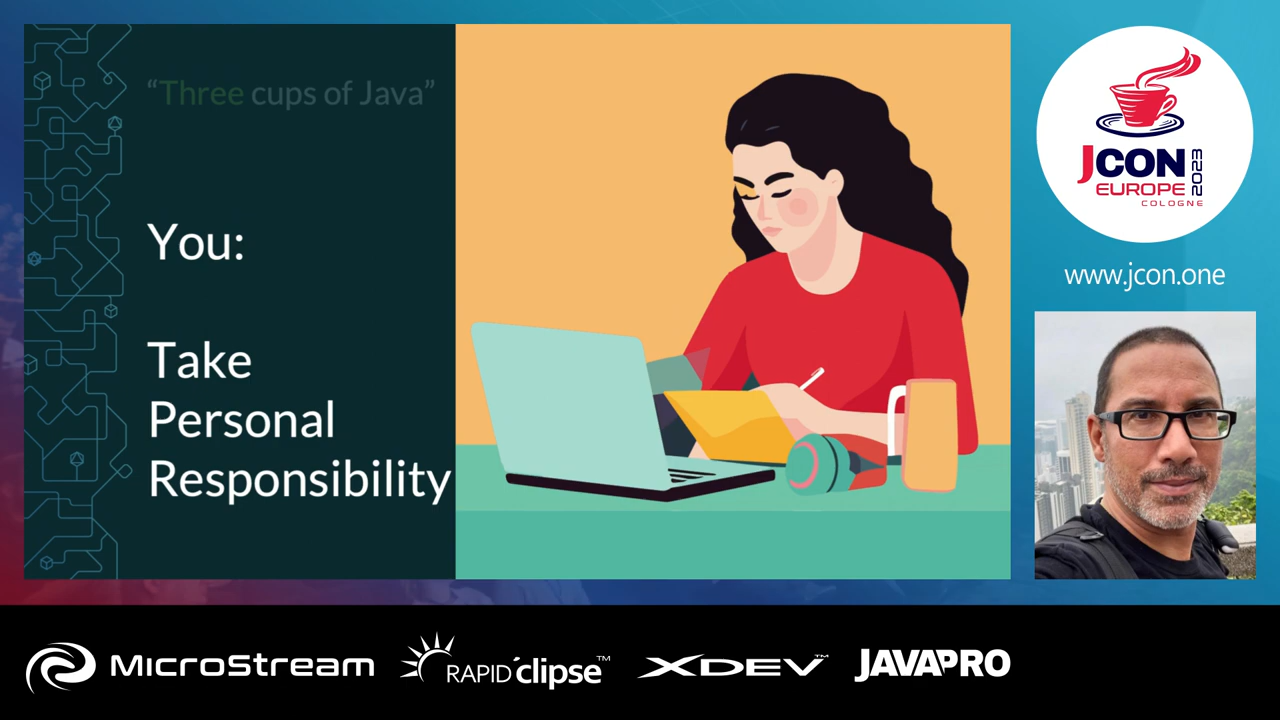 “Three cups of Java”
You:
Take
Personal
Responsibility
JCON
2023
EUROPE
COLOGNE
www.jcon.one
MicroStream
RAPID'clipse™
XDEV™
JAVAPRO